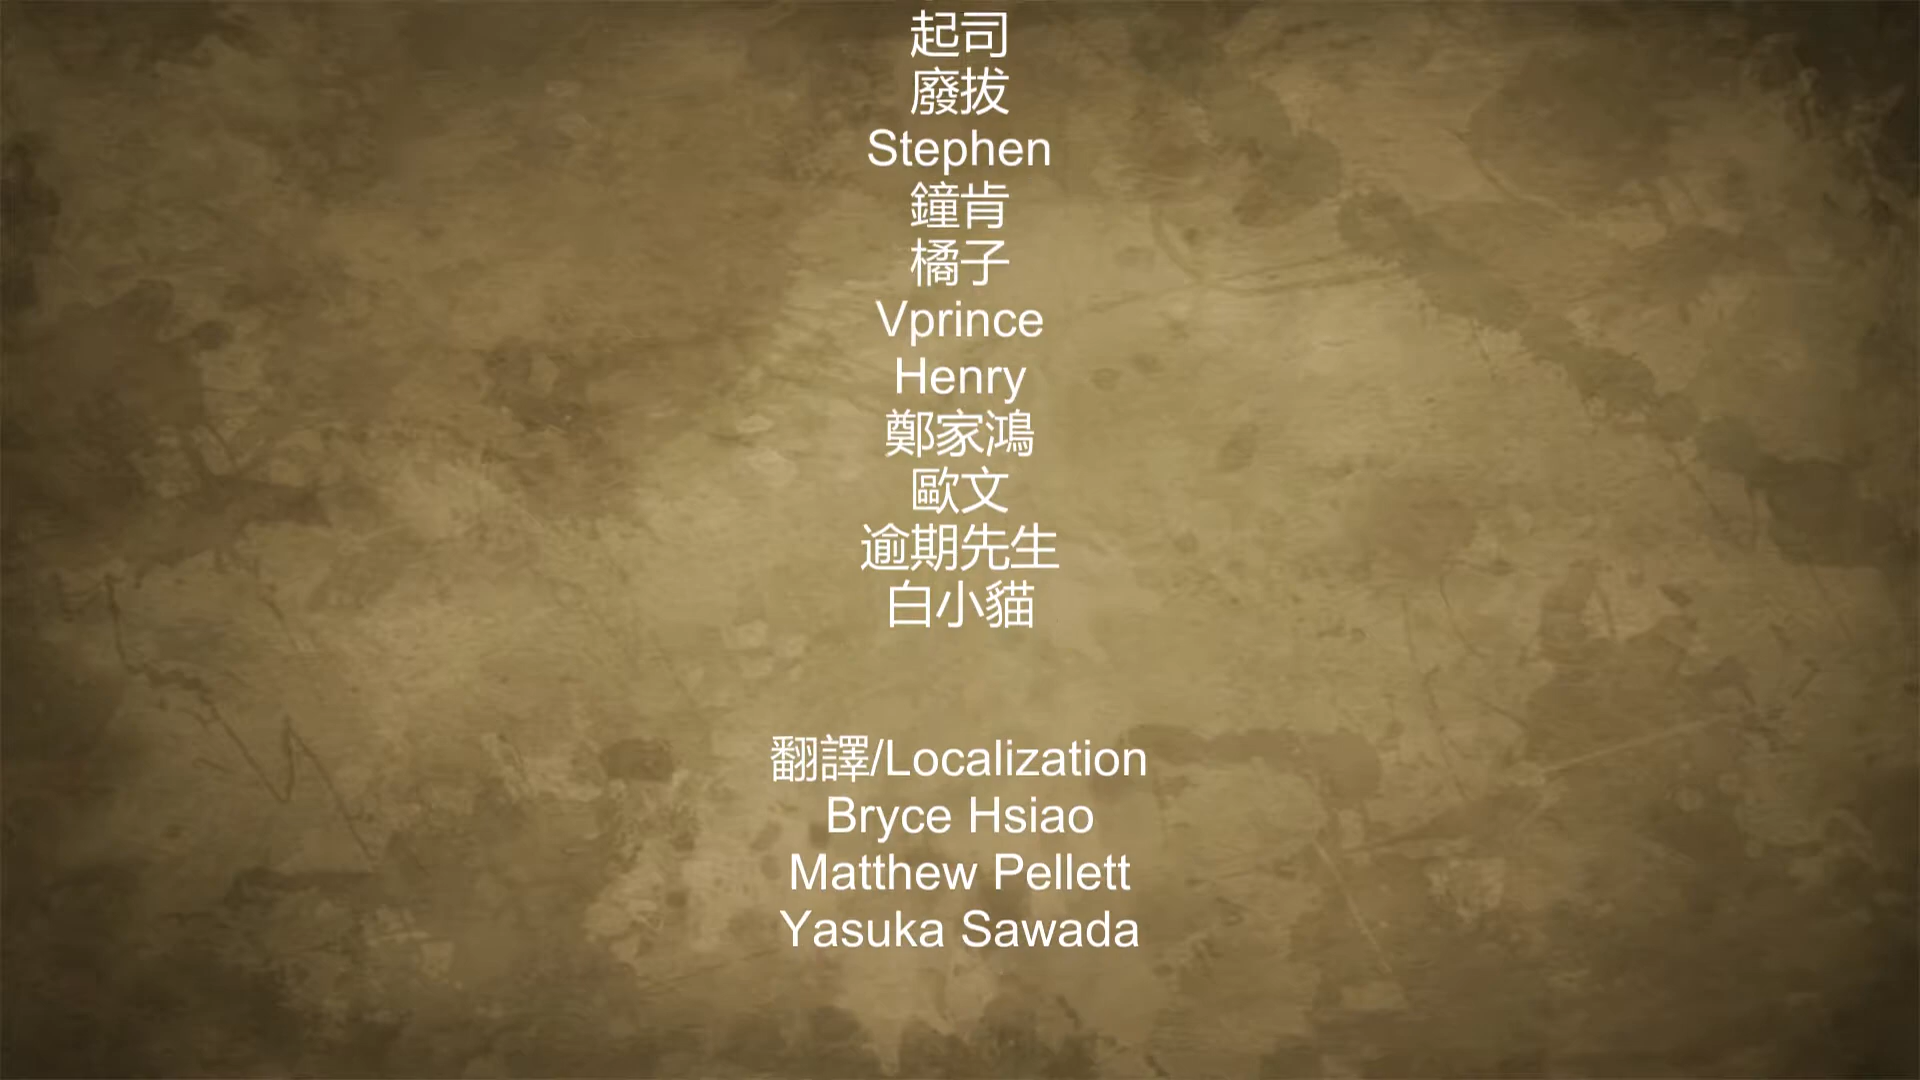 起司
廢拔
Stephen
鐘肯
橘子
Vprince
Henry
鄭家鴻
歐文
逾期先生
白小貓
翻譯/Localization
Bryce Hsiao
Matthew Pellett
Yasuka Sawada